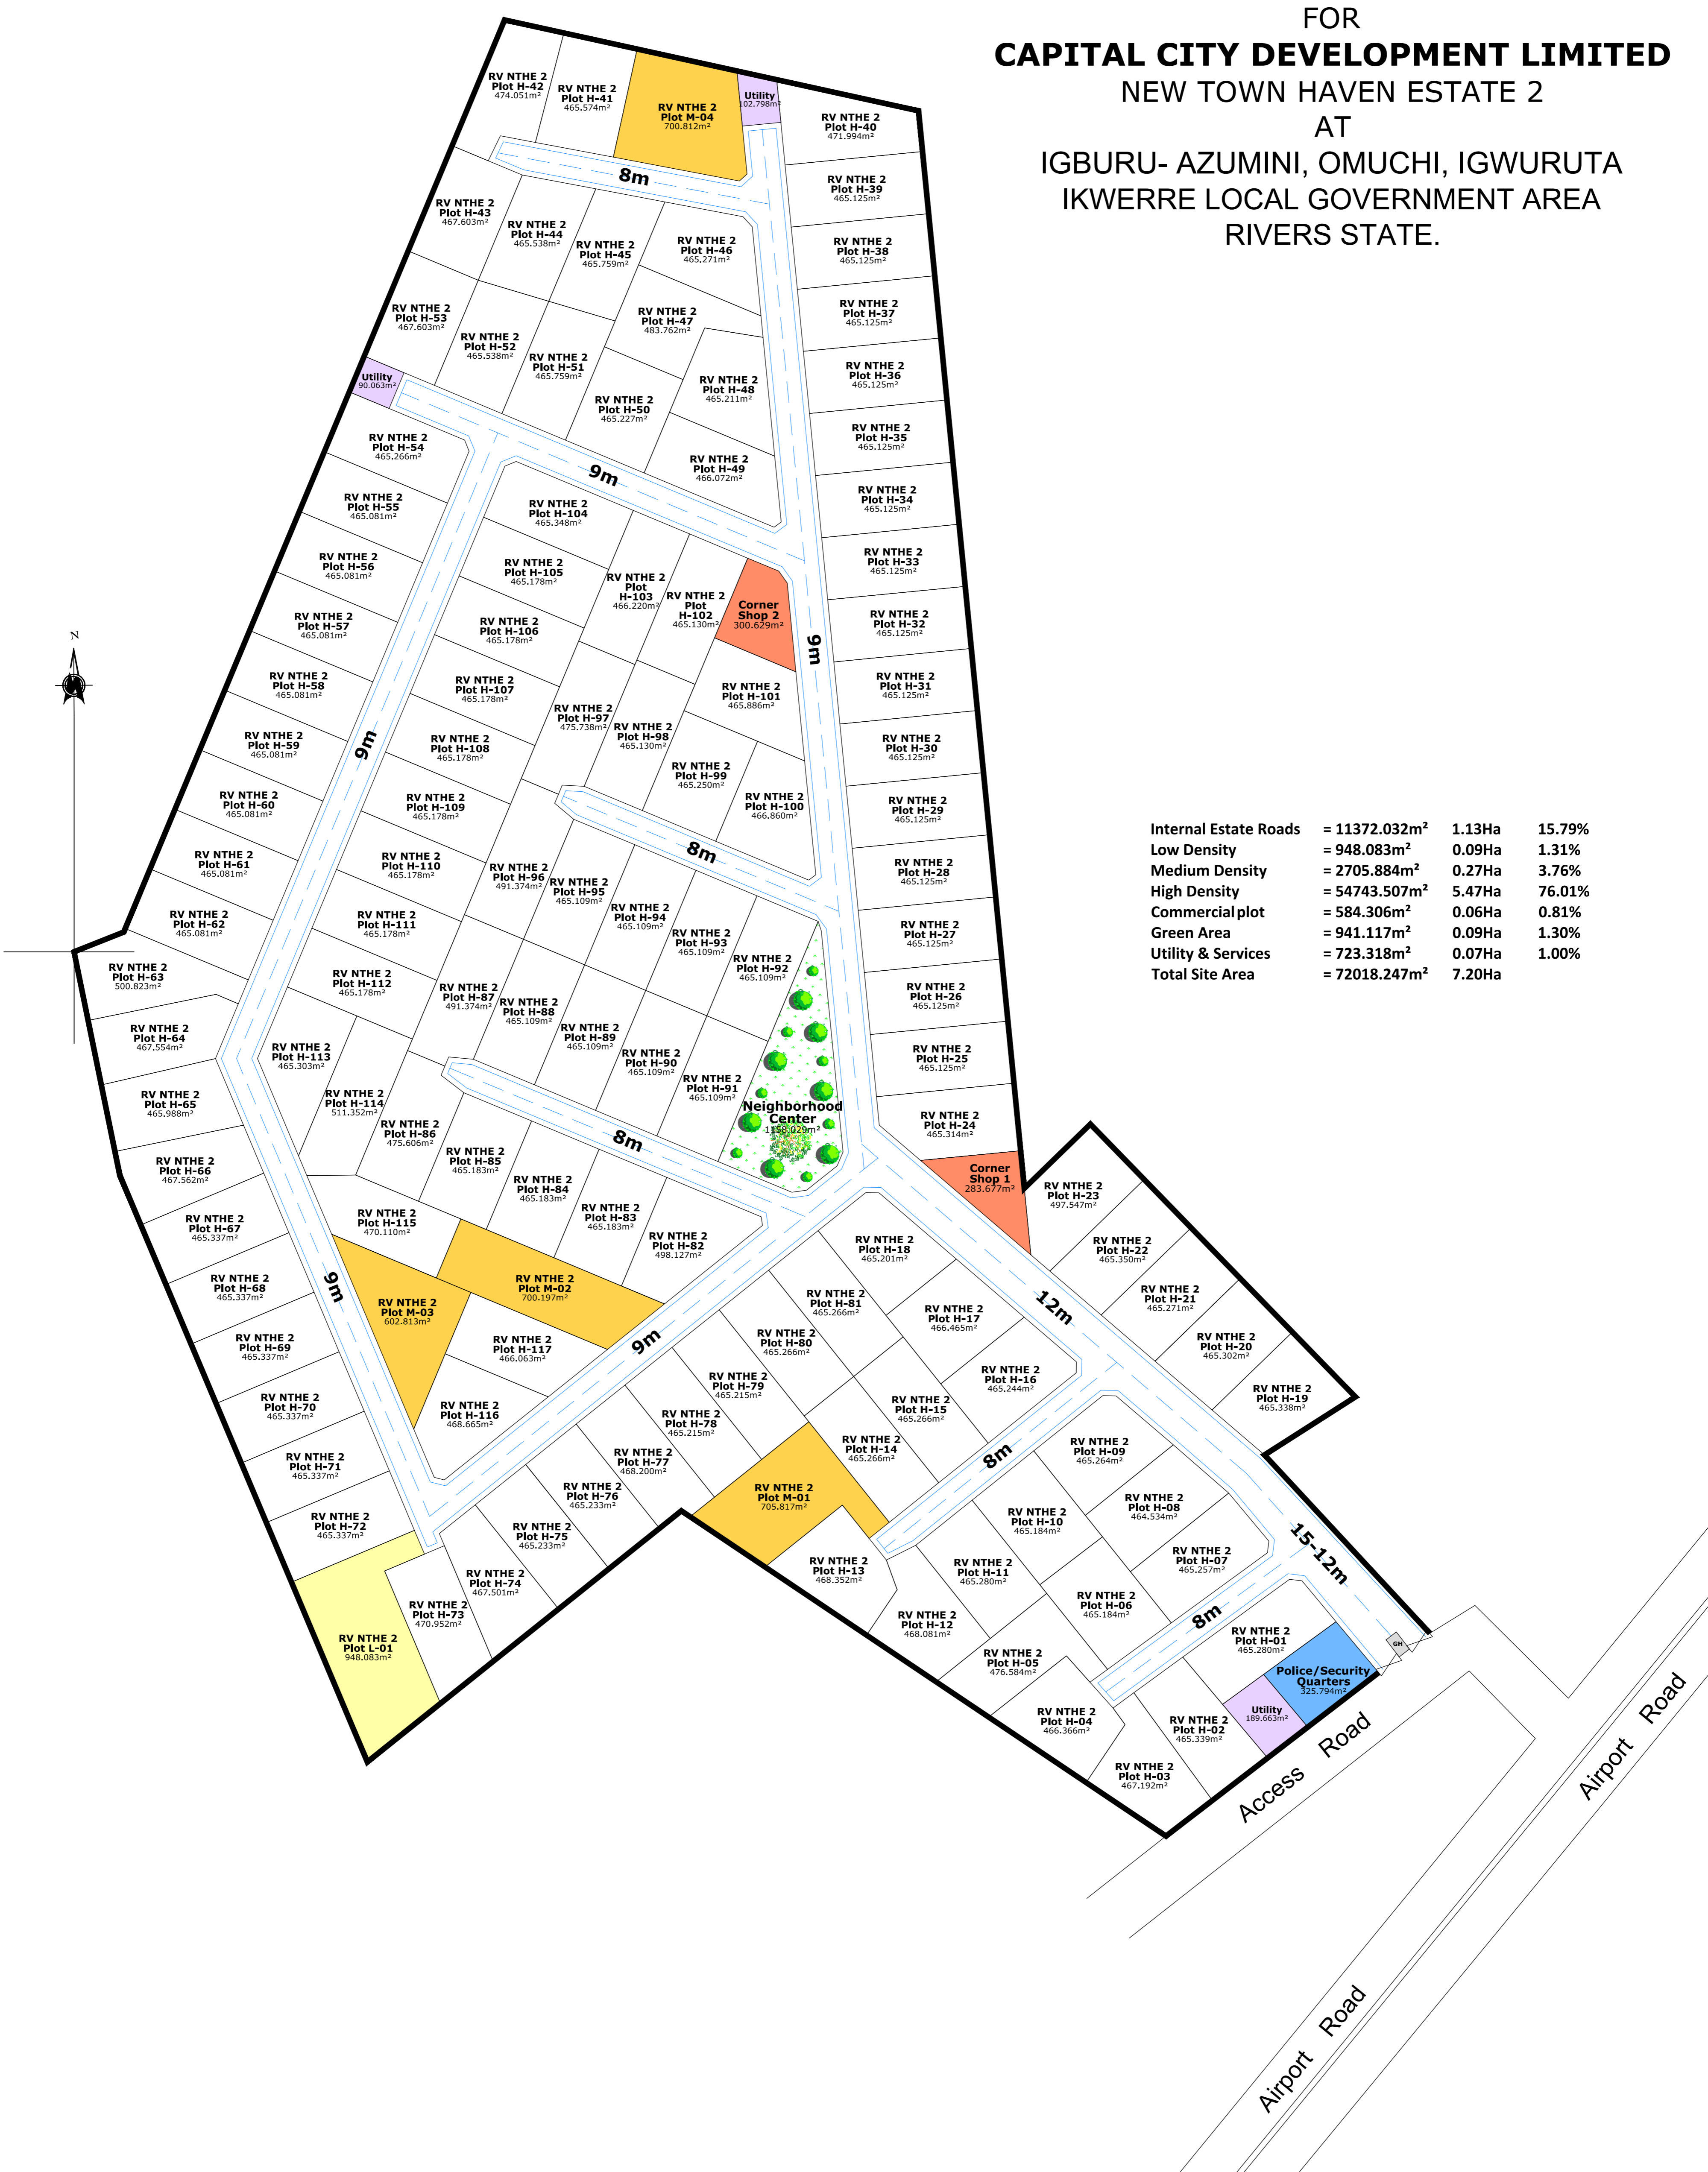 FOR
CAPITAL CITY DEVELOPMENT LIMITED
NEW TOWN HAVEN ESTATE 2
AT
IGBURU- AZUMINI, OMUCHI, IGWURUTA
IKWERRE LOCAL GOVERNMENT AREA
RIVERS STATE.
RV NTHE 2
Plot H-42
474.051m²
RV NTHE 2
Plot H-41
465.574m²
RV NTHE 2
Plot M-04
700.812m²
Utility
102.798m²
RV NTHE 2
Plot H-40
471.994m²
8m
RV NTHE 2
Plot H-39
465.125m²
RV NTHE 2
Plot H-43
467.603m²
RV NTHE 2
Plot H-44
465.538m²
RV NTHE 2
Plot H-45
465.759m²
RV NTHE 2
Plot H-46
465.271m²
RV NTHE 2
Plot H-38
465.125m²
RV NTHE 2
Plot H-37
465.125m²
RV NTHE 2
Plot H-53
467.603m²
RV NTHE 2
Plot H-52
465.538m²
RV NTHE 2
Plot H-51
465.759m²
RV NTHE 2
Plot H-47
483.762m²
RV NTHE 2
Plot H-36
465.125m²
Utility
90.063m²
RV NTHE 2
Plot H-50
465.227m²
RV NTHE 2
Plot H-48
465.211m²
RV NTHE 2
Plot H-35
465.125m²
RV NTHE 2
Plot H-54
465.266m²
9m
RV NTHE 2
Plot H-49
466.072m²
RV NTHE 2
Plot H-34
465.125m²
RV NTHE 2
Plot H-55
465.081m²
RV NTHE 2
Plot H-104
465.348m²
RV NTHE 2
Plot H-33
465.125m²
RV NTHE 2
Plot H-56
465.081m²
RV NTHE 2
Plot H-105
465.178m²
RV NTHE 2
Plot
H-103
466.220m²
RV NTHE 2
Plot
H-102
465.130m²
Corner
Shop 2
300.629m²
9m
RV NTHE 2
Plot H-32
465.125m²
RV NTHE 2
Plot H-57
465.081m²
RV NTHE 2
Plot H-106
465.178m²
N
RV NTHE 2
Plot H-58
465.081m²
RV NTHE 2
Plot H-107
465.178m²
RV NTHE 2
Plot H-101
465.886m²
RV NTHE 2
Plot H-31
465.125m²
RV NTHE 2
Plot H-97
475.738m²
RV NTHE 2
Plot H-98
465.130m²
RV NTHE 2
Plot H-59
465.081m²
9m
RV NTHE 2
Plot H-108
465.178m²
RV NTHE 2
Plot H-99
465.250m²
RV NTHE 2
Plot H-30
465.125m²
RV NTHE 2
Plot H-60
465.081m²
RV NTHE 2
Plot H-109
465.178m²
RV NTHE 2
Plot H-100
466.860m²
RV NTHE 2
Plot H-29
465.125m²
Internal Estate Roads = 11372.032m² 1.13Ha 15.79%
Low Density = 948.083m² 0.09Ha 1.31%
Medium Density = 2705.884m² 0.27Ha 3.76%
High Density = 54743.507m² 5.47Ha 76.01%
Commercial plot = 584.306m² 0.06Ha 0.81%
Green Area = 941.117m² 0.09Ha 1.30%
Utility & Services = 723.318m² 0.07Ha 1.00%
Total Site Area = 72018.247m² 7.20Ha
RV NTHE 2
Plot H-61
465.081m²
RV NTHE 2
Plot H-110
465.178m²
8m
RV NTHE 2
Plot H-28
465.125m²
RV NTHE 2
Plot H-96
491.374m²
RV NTHE 2
Plot H-95
465.109m²
RV NTHE 2
Plot H-94
465.109m²
RV NTHE 2
Plot H-93
465.109m²
RV NTHE 2
Plot H-92
465.109m²
RV NTHE 2
Plot H-27
465.125m²
RV NTHE 2
Plot H-62
465.081m²
RV NTHE 2
Plot H-111
465.178m²
RV NTHE 2
Plot H-63
500.823m²
RV NTHE 2
Plot H-112
465.178m²
RV NTHE 2
Plot H-87
491.374m²
RV NTHE 2
Plot H-88
465.109m²
RV NTHE 2
Plot H-89
465.109m²
RV NTHE 2
Plot H-90
465.109m²
RV NTHE 2
Plot H-91
465.109m²
RV NTHE 2
Plot H-26
465.125m²
RV NTHE 2
Plot H-64
467.554m²
RV NTHE 2
Plot H-113
465.303m²
RV NTHE 2
Plot H-25
465.125m²
RV NTHE 2
Plot H-65
465.988m²
RV NTHE 2
Plot H-114
511.352m²
Neighborhood
Center
1158.029m²
RV NTHE 2
Plot H-24
465.314m²
RV NTHE 2
Plot H-86
475.606m²
8m
RV NTHE 2
Plot H-85
465.183m²
RV NTHE 2
Plot H-66
467.562m²
RV NTHE 2
Plot H-84
465.183m²
Corner
Shop 1
283.677m²
RV NTHE 2
Plot H-23
497.547m²
RV NTHE 2
Plot H-67
465.337m²
RV NTHE 2
Plot H-115
470.110m²
RV NTHE 2
Plot H-83
465.183m²
RV NTHE 2
Plot H-82
498.127m²
RV NTHE 2
Plot H-18
465.201m²
RV NTHE 2
Plot H-22
465.350m²
RV NTHE 2
Plot H-68
465.337m²
9m
RV NTHE 2
Plot M-02
700.197m²
RV NTHE 2
Plot M-03
602.813m²
RV NTHE 2
Plot H-81
465.266m²
RV NTHE 2
Plot H-17
466.465m²
12m
RV NTHE 2
Plot H-21
465.271m²
RV NTHE 2
Plot H-69
465.337m²
RV NTHE 2
Plot H-117
466.063m²
9m
RV NTHE 2
Plot H-80
465.266m²
RV NTHE 2
Plot H-20
465.302m²
RV NTHE 2
Plot H-79
465.215m²
RV NTHE 2
Plot H-16
465.244m²
RV NTHE 2
Plot H-19
465.338m²
RV NTHE 2
Plot H-70
465.337m²
RV NTHE 2
Plot H-116
468.665m²
RV NTHE 2
Plot H-78
465.215m²
RV NTHE 2
Plot H-15
465.266m²
RV NTHE 2
Plot H-14
465.266m²
8m
RV NTHE 2
Plot H-09
465.264m²
RV NTHE 2
Plot H-71
465.337m²
RV NTHE 2
Plot H-77
468.200m²
RV NTHE 2
Plot H-76
465.233m²
RV NTHE 2
Plot M-01
705.817m²
RV NTHE 2
Plot H-08
464.534m²
RV NTHE 2
Plot H-10
465.184m²
RV NTHE 2
Plot H-72
465.337m²
RV NTHE 2
Plot H-75
465.233m²
15-12m
RV NTHE 2
Plot H-07
465.257m²
RV NTHE 2
Plot H-13
468.352m²
RV NTHE 2
Plot H-11
465.280m²
RV NTHE 2
Plot H-74
467.501m²
RV NTHE 2
Plot H-73
470.952m²
RV NTHE 2
Plot H-06
465.184m²
8m
RV NTHE 2
Plot H-12
468.081m²
RV NTHE 2
Plot H-01
465.280m²
GH
RV NTHE 2
Plot L-01
948.083m²
RV NTHE 2
Plot H-05
476.584m²
Police/Security
Quarters
325.794m²
Utility
189.663m²
RV NTHE 2
Plot H-04
466.366m²
RV NTHE 2
Plot H-02
465.339m²
RV NTHE 2
Plot H-03
467.192m²
Access Road
Airport Road
Airport Road